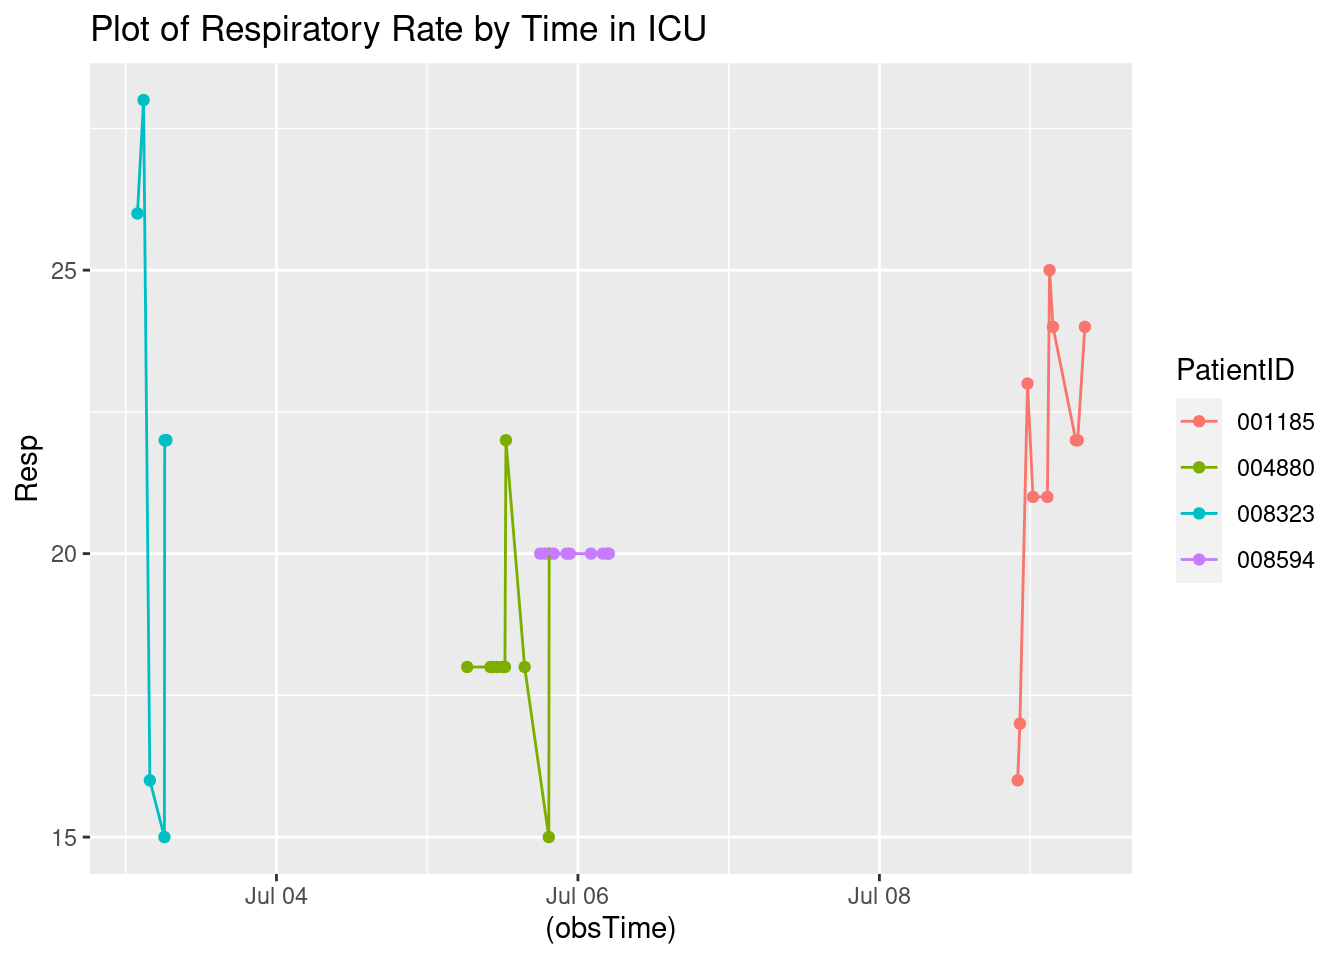 Plot of Respiratory Rate by Time in ICU
Resp
25
20
15
Jul 04
Jul 06
Jul 08
(obsTime)
PatientID
001185
004880
008323
008594